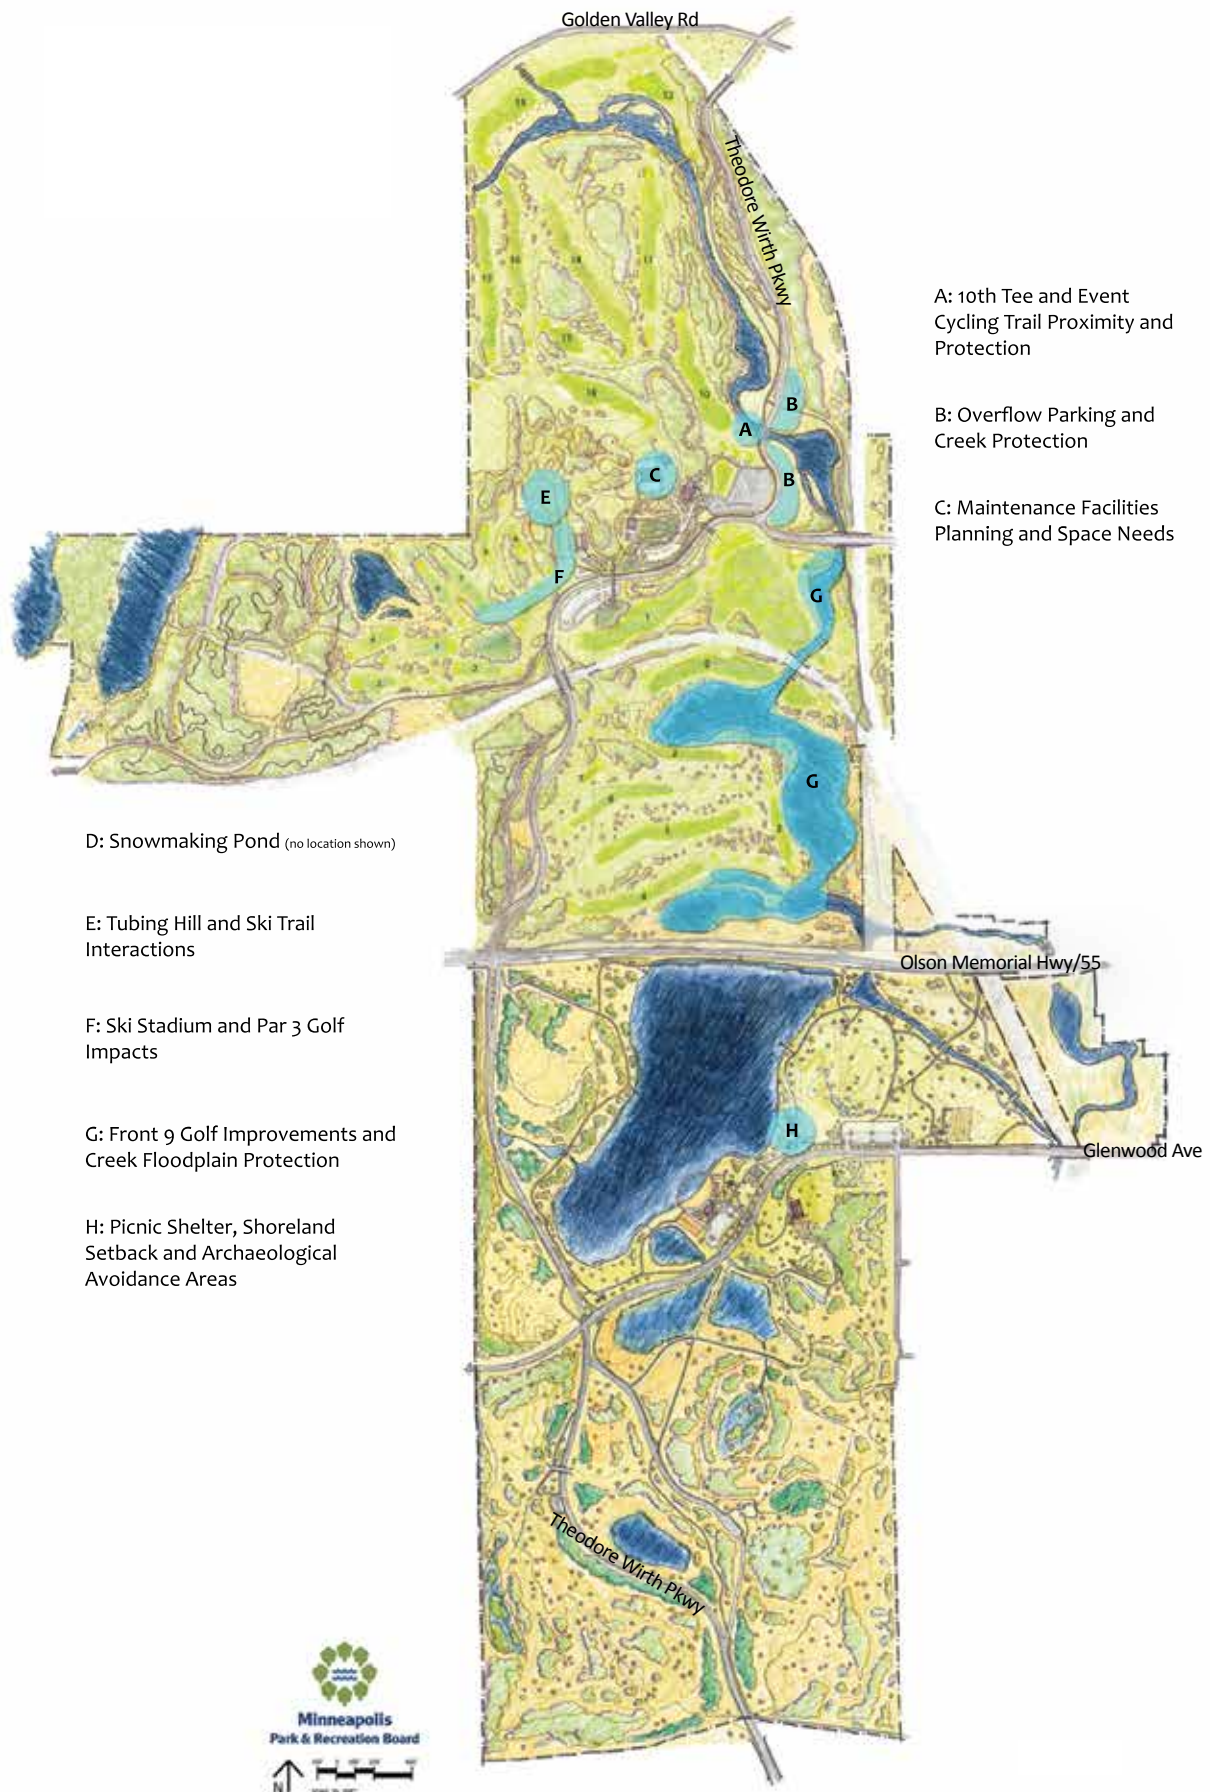 Golden Valley Rd
Theodore Wirth Pkwy
A: 10th Tee and Event
Cycling Trail Proximity and
Protection
B: Overflow Parking and
Creek Protection
C: Maintenance Facilities
Planning and Space Needs
B
A
B
C
E
F
G
G
D: Snowmaking Pond (no location shown)
E: Tubing Hill and Ski Trail
Interactions
F: Ski Stadium and Par 3 Golf
Impacts
G: Front 9 Golf Improvements and
Creek Floodplain Protection
H: Picnic Shelter, Shoreland
Setback and Archaeological
Avoidance Areas
Olson Memorial Hwy/55
H
Glenwood Ave
Theodore Wirth Pkwy
Minneapolis
Park & Recreation Board
N